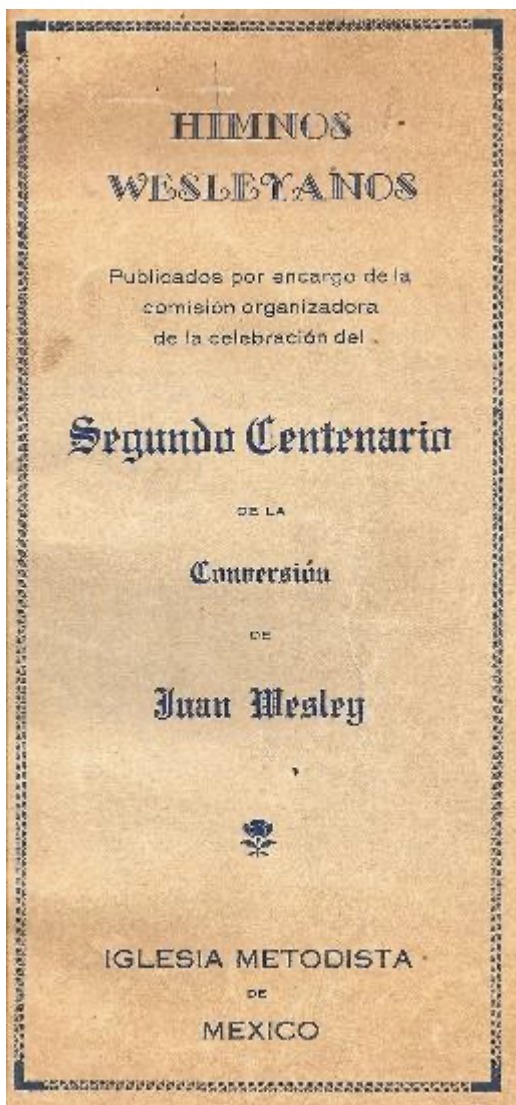 HIMNOS
WESLEYANOS
Publicados por encargo de la
comisión organizadora
de la celebración del
Segundo Centenario
DE LA
Conversión
DE
Juan Wesley
IGLESIA METODISTA
DE
MEXICO